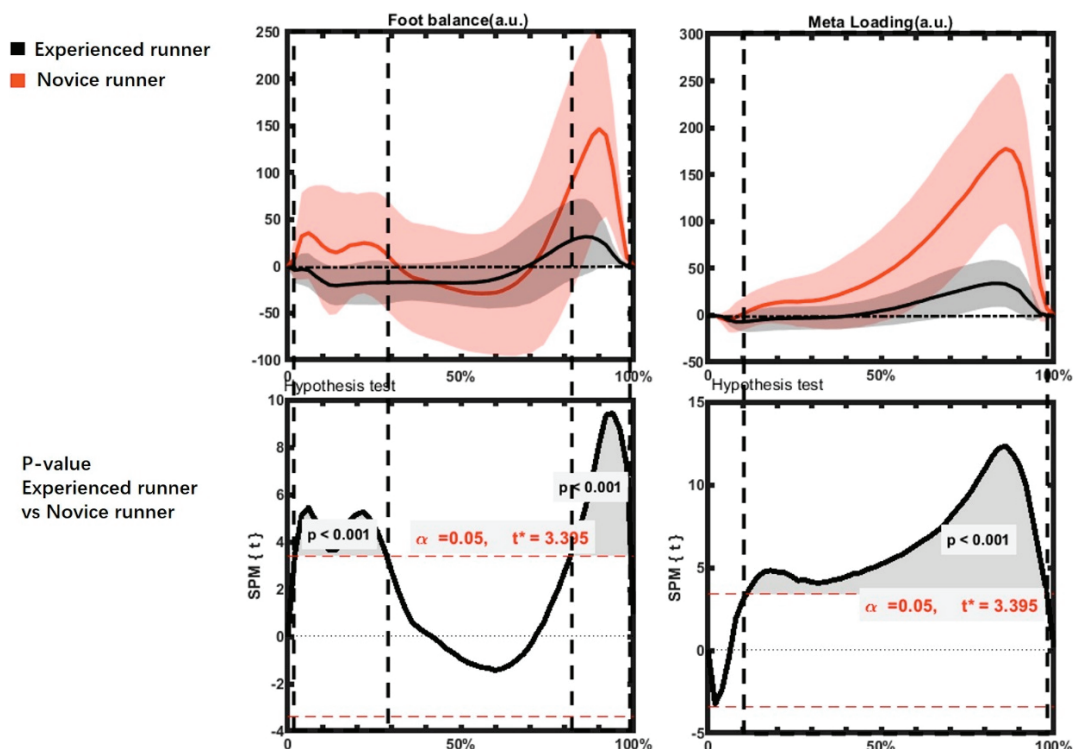 Experienced runner
Novice runner
Foot balance(a.u.)
250
200
150
100
50
0
-50
-100
0
50%
100%
Meta Loading(a.u.)
300
250
200
150
100
50
0
-50
0
50%
100%
P-value
Experienced runner
vs Novice runner
Hypothesis test
SPM { t }
10
8
6
4
2
0
-2
-4
p < 0.001
p < 0.001
α =0.05, t* = 3.395
0
50%
100%
Hypothesis test
SPM { t }
15
10
5
0
-5
p < 0.001
α =0.05, t* = 3.395
0
50%
100%